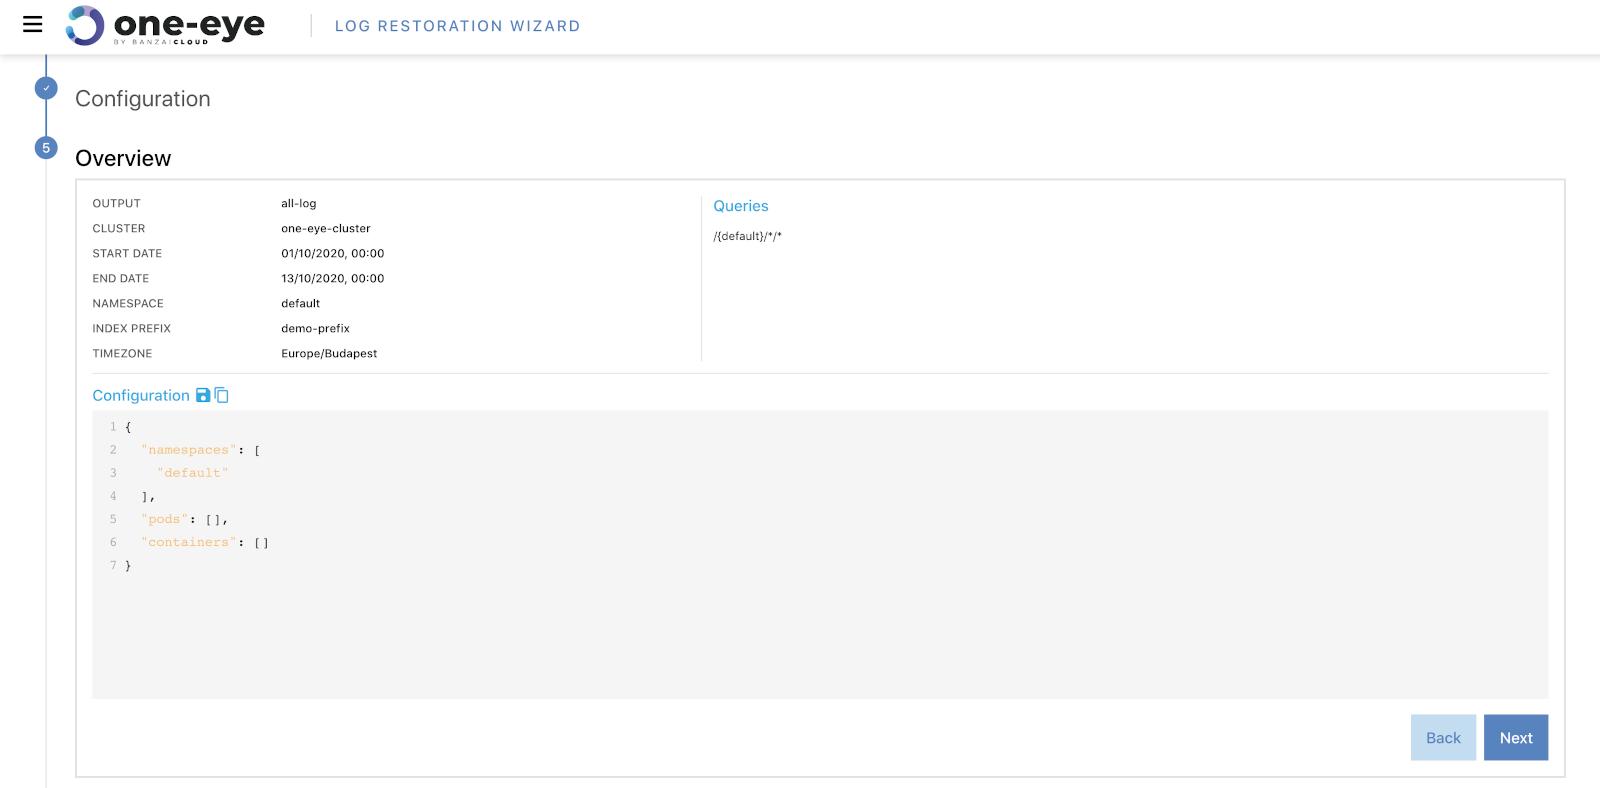 one-eye
BY BANZAICLOUD
LOG RESTORATION WIZARD
Configuration
5
Overview
OUTPUT all-log
CLUSTER one-eye-cluster
START DATE 01/10/2020, 00:00
END DATE 13/10/2020, 00:00
NAMESPACE default
INDEX PREFIX demo-prefix
TIMEZONE Europe/Budapest
Queries
/{default}/*/*
Configuration
1 {
2   "namespaces": [
3     "default"
4   ],
5   "pods": [],
6   "containers": []
7 }
Back
Next